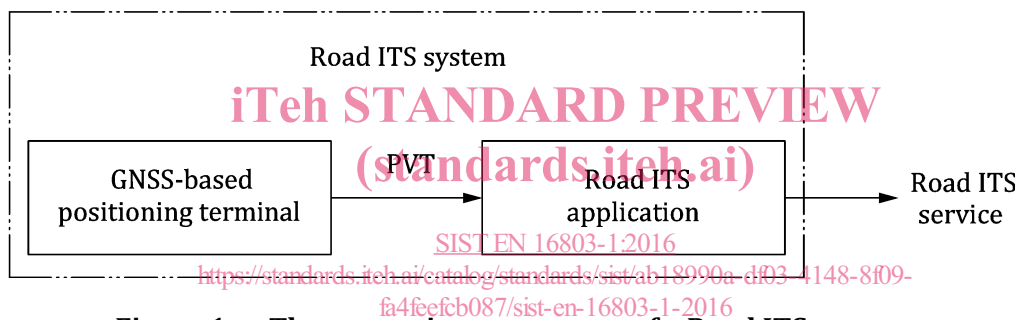 Road ITS system
iTeh STANDARD PREVIEW
(standards.iteh.ai)
PVT
GNSS-based
positioning terminal
Road ITS
application
Road ITS
service
SIST EN 16803-1:2016
https://standards.iteh.ai/catalog/standards/sist/ab18990a-df03-4148-8f09-
fa4feefcb087/sist-en-16803-1-2016